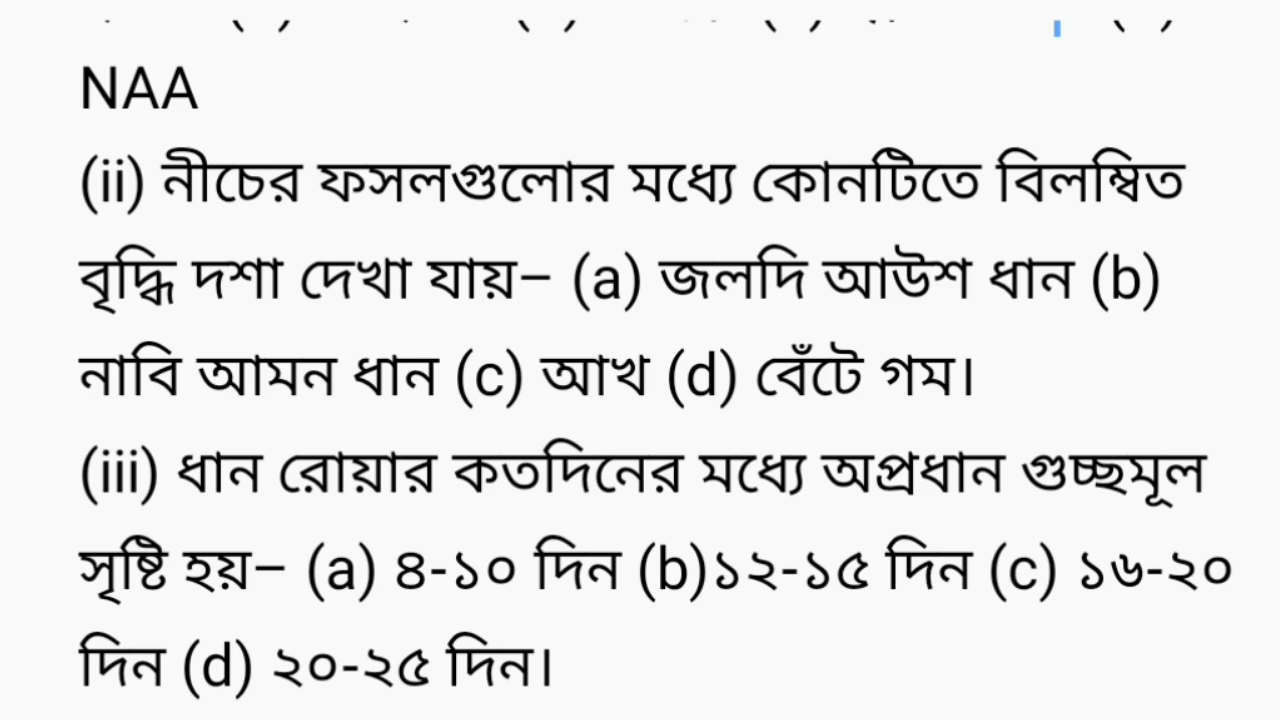 NAA
(ii) নীচের ফসলগুলোর মধ্যে কোনটিতে বিলম্বিত
বৃদ্ধি দশা দেখা যায়– (a) জলদি আউশ ধান (b)
নাবি আমন ধান (c) আখ (d) বেঁটে গম।
(iii) ধান রোয়ার কতদিনের মধ্যে অপ্রধান গুচ্ছমূল
সৃষ্টি হয়– (a) ৪-১০ দিন (b)১২-১৫ দিন (c) ১৬-২০
দিন (d) ২০-২৫ দিন।